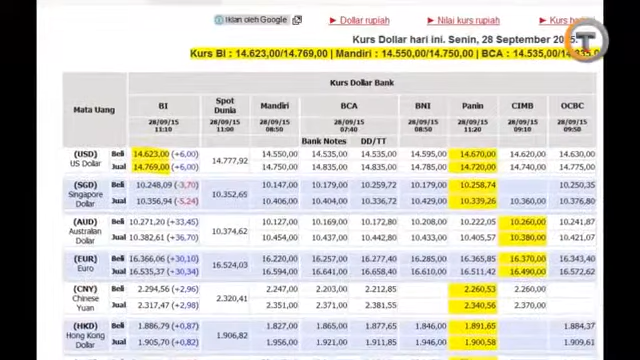 Iklan oleh Google
► Dollar rupiah ► Nilai kurs rupiah ► Kurs
Kurs Dollar hari ini. Senin, 28 September
Kurs BI : 14.623,00/14.769,00 | Mandiri : 14.550,00/14.750,00 | BCA : 14.535,00/14.835,00
T
Kurs Dollar Bank
Mata Uang BI Spot Dunia Mandiri BCA BNI Panin CIMB OCBC
28/09/15 11:10 28/09/15 11:00 28/09/15 08:50 28/09/15 07:40 28/09/15 08:50 28/09/15 11:20 28/09/15 09:10 28/09/15 09:50
Bank Notes DD/TT
(USD) US Dollar Beli 14.623,00 (+6,00) 14.777,92 14.550,00 14.535,00 14.535,00 14.595,00 14.670,00 14.620,00 14.630,00
Jual 14.769,00 (+6,00) 14.750,00 14.835,00 14.835,00 14.785,00 14.720,00 14.740,00 14.775,00
(SGD) Singapore Dollar Beli 10.248,09 (-3,70) 10.352,65 10.147,00 10.179,00 10.259,72 10.179,00 10.258,74 10.250,35
Jual 10.356,94 (-5,24) 10.406,00 10.404,00 10.336,72 10.429,00 10.339,26 10.360,00 10.376,80
(AUD) Australian Dollar Beli 10.271,20 (+33,45) 10.374,62 10.127,00 10.169,00 10.172,80 10.208,00 10.222,05 10.260,00 10.241,87
Jual 10.382,61 (+36,70) 10.454,00 10.437,00 10.442,80 10.433,00 10.357,51 10.380,00 10.421,07
(EUR) Euro Beli 16.366,06 (+30,10) 16.524,03 16.220,00 16.257,00 16.277,40 16.285,00 16.365,85 16.370,00 16.343,40
Jual 16.535,37 (+30,34) 16.594,00 16.641,00 16.658,40 16.610,00 16.511,42 16.490,00 16.572,62
(CNY) Chinese Yuan Beli 2.294,56 (+2,96) 2.320,41 2.247,00 2.203,00 2.212,85 2.260,53 2.260,00
Jual 2.317,47 (+2,98) 2.351,00 2.371,00 2.381,55 2.340,56 2.370,00
(HKD) Hong Kong Dollar Beli 1.886,79 (+0,87) 1.906,82 1.827,00 1.865,00 1.877,65 1.846,00 1.891,65 1.884,37
Jual 1.905,70 (+0,82) 1.956,00 1.921,00 1.911,85 1.946,00 1.900,58 1.909,61